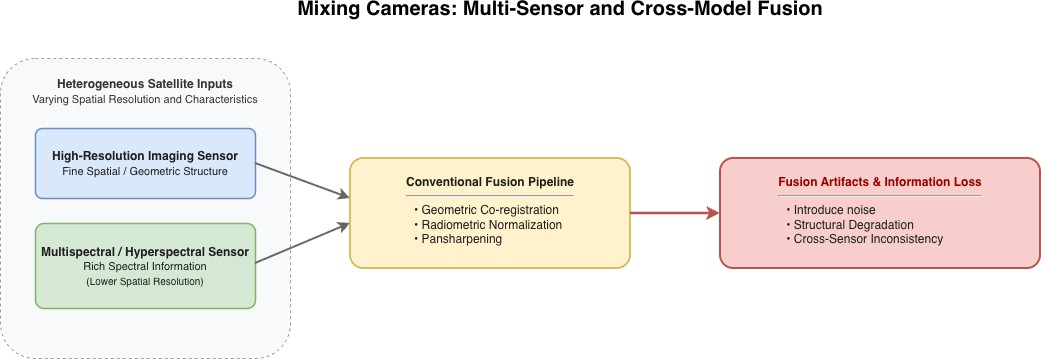 Mixing Cameras: Multi-Sensor and Cross-Model Fusion
Heterogeneous Satellite Inputs
Varying Spatial Resolution and Characteristics
High-Resolution Imaging Sensor
Fine Spatial / Geometric Structure
Multispectral / Hyperspectral Sensor
Rich Spectral Information
(Lower Spatial Resolution)
Conventional Fusion Pipeline
• Geometric Co-registration
• Radiometric Normalization
• Pansharpening
Fusion Artifacts & Information Loss
• Introduce noise
• Structural Degradation
• Cross-Sensor Inconsistency